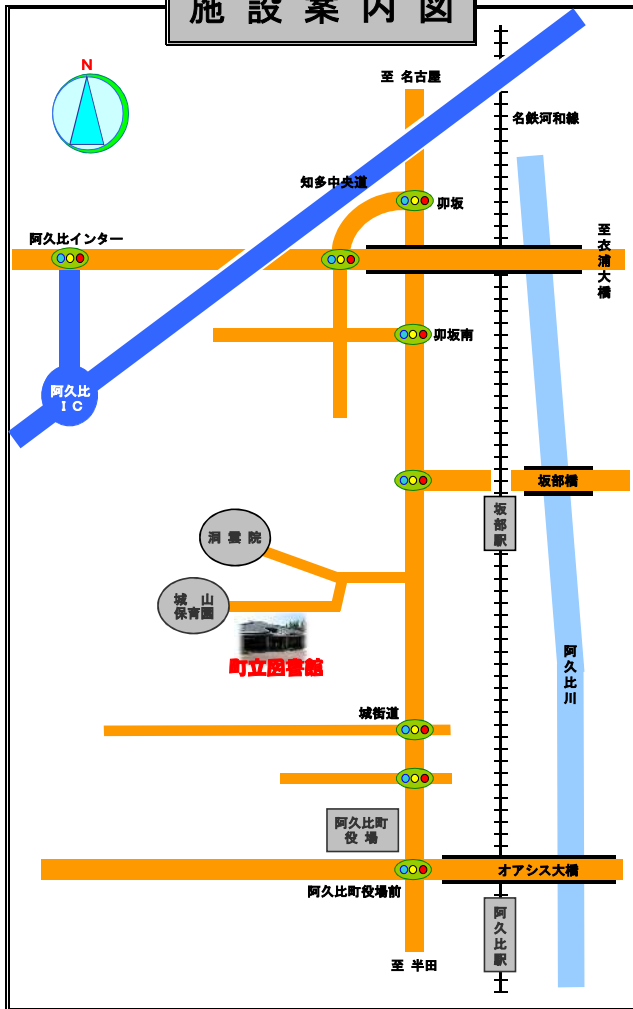 施設案内図
N
至 名古屋
名鉄河和線
知多中央道
卯坂
阿久比インター
至衣浦大橋
卯坂南
阿久比
IC
坂部橋
坂部駅
洞雲院
城山
保育園
町立図書館
阿久比川
城街道
阿久比町
役場
オアシス大橋
阿久比町役場前
阿久比駅
至 半田